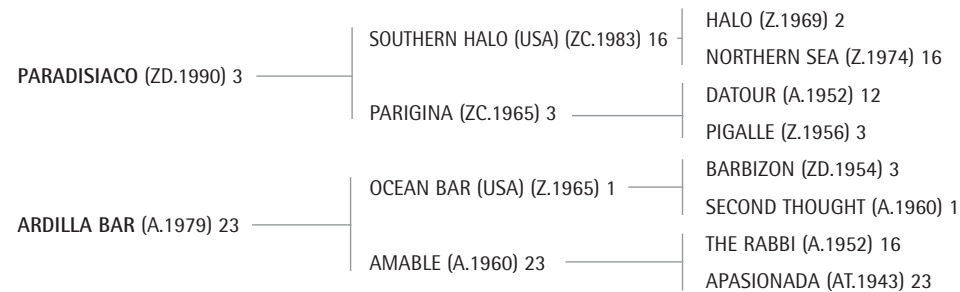 HALO (Z.1969) 2
SOUTHERN HALO (USA) (ZC.1983) 16
NORTHERN SEA (Z.1974) 16
PARADISIACO (ZD.1990) 3
DATOUR (A.1952) 12
PARIGINA (ZC.1965) 3
PIGALLE (Z.1956) 3
BARBIZON (ZD.1954) 3
OCEAN BAR (USA) (Z.1965) 1
SECOND THOUGHT (A.1960) 1
ARDILLA BAR (A.1979) 23
THE RABBI (A.1952) 16
AMABLE (A.1960) 23
APASIONADA (AT.1943) 23